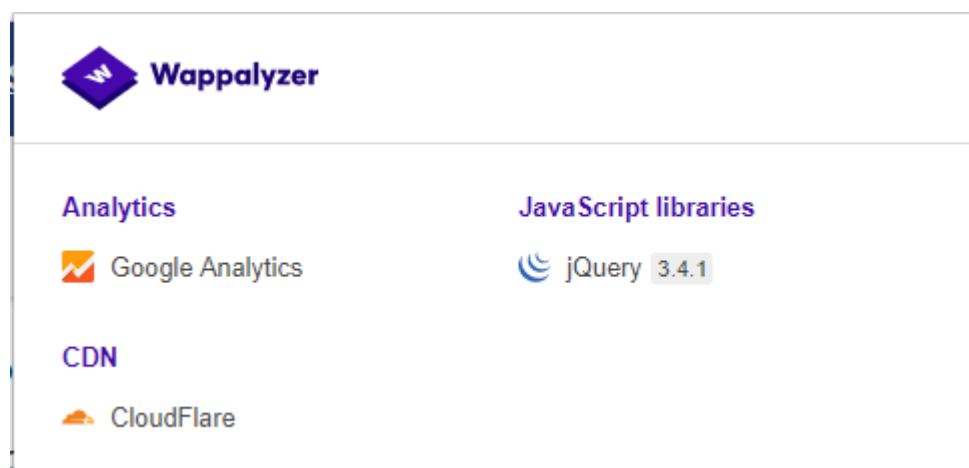 Wappalyzer
Analytics
Google Analytics
JavaScript libraries
jQuery 3.4.1
CDN
CloudFlare